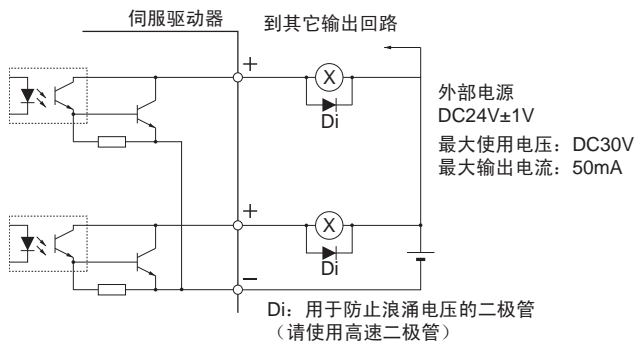 伺服驱动器
到其它输出回路
+
X
Di
外部电源
DC24V±1V
最大使用电压：DC30V
最大输出电流：50mA
+
X
Di
−
Di：用于防止浪涌电压的二极管
（请使用高速二极管）